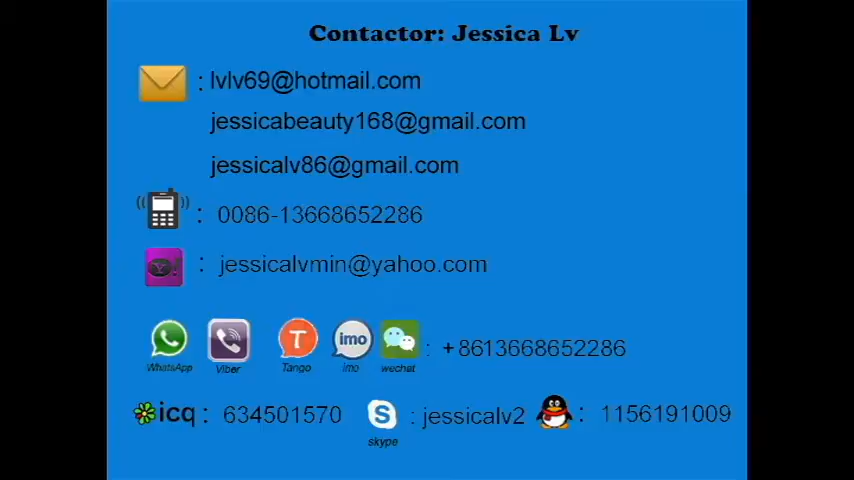 Contactor: Jessica Lv
: lvlv69@hotmail.com
jessicabeauty168@gmail.com
jessicalv86@gmail.com
: 0086-13668652286
: jessicalvmin@yahoo.com
T imo
WhatsApp Viber Tango imo wechat : +8613668652286
icq : 634501570 S : jessicalv2 : 1156191009
skype